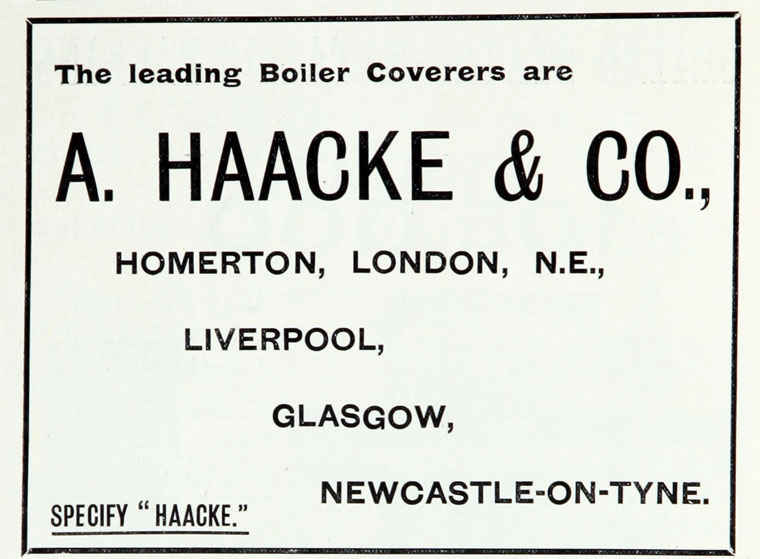 The leading Boiler Coverers are
A. HAACKE & CO.,
HOMERTON, LONDON, N.E.,
LIVERPOOL,
GLASGOW,
NEWCASTLE-ON-TYNE.
SPECIFY "HAACKE."